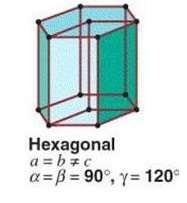 Hexagonal
a = b ≠ c
α = β = 90°, γ = 120°